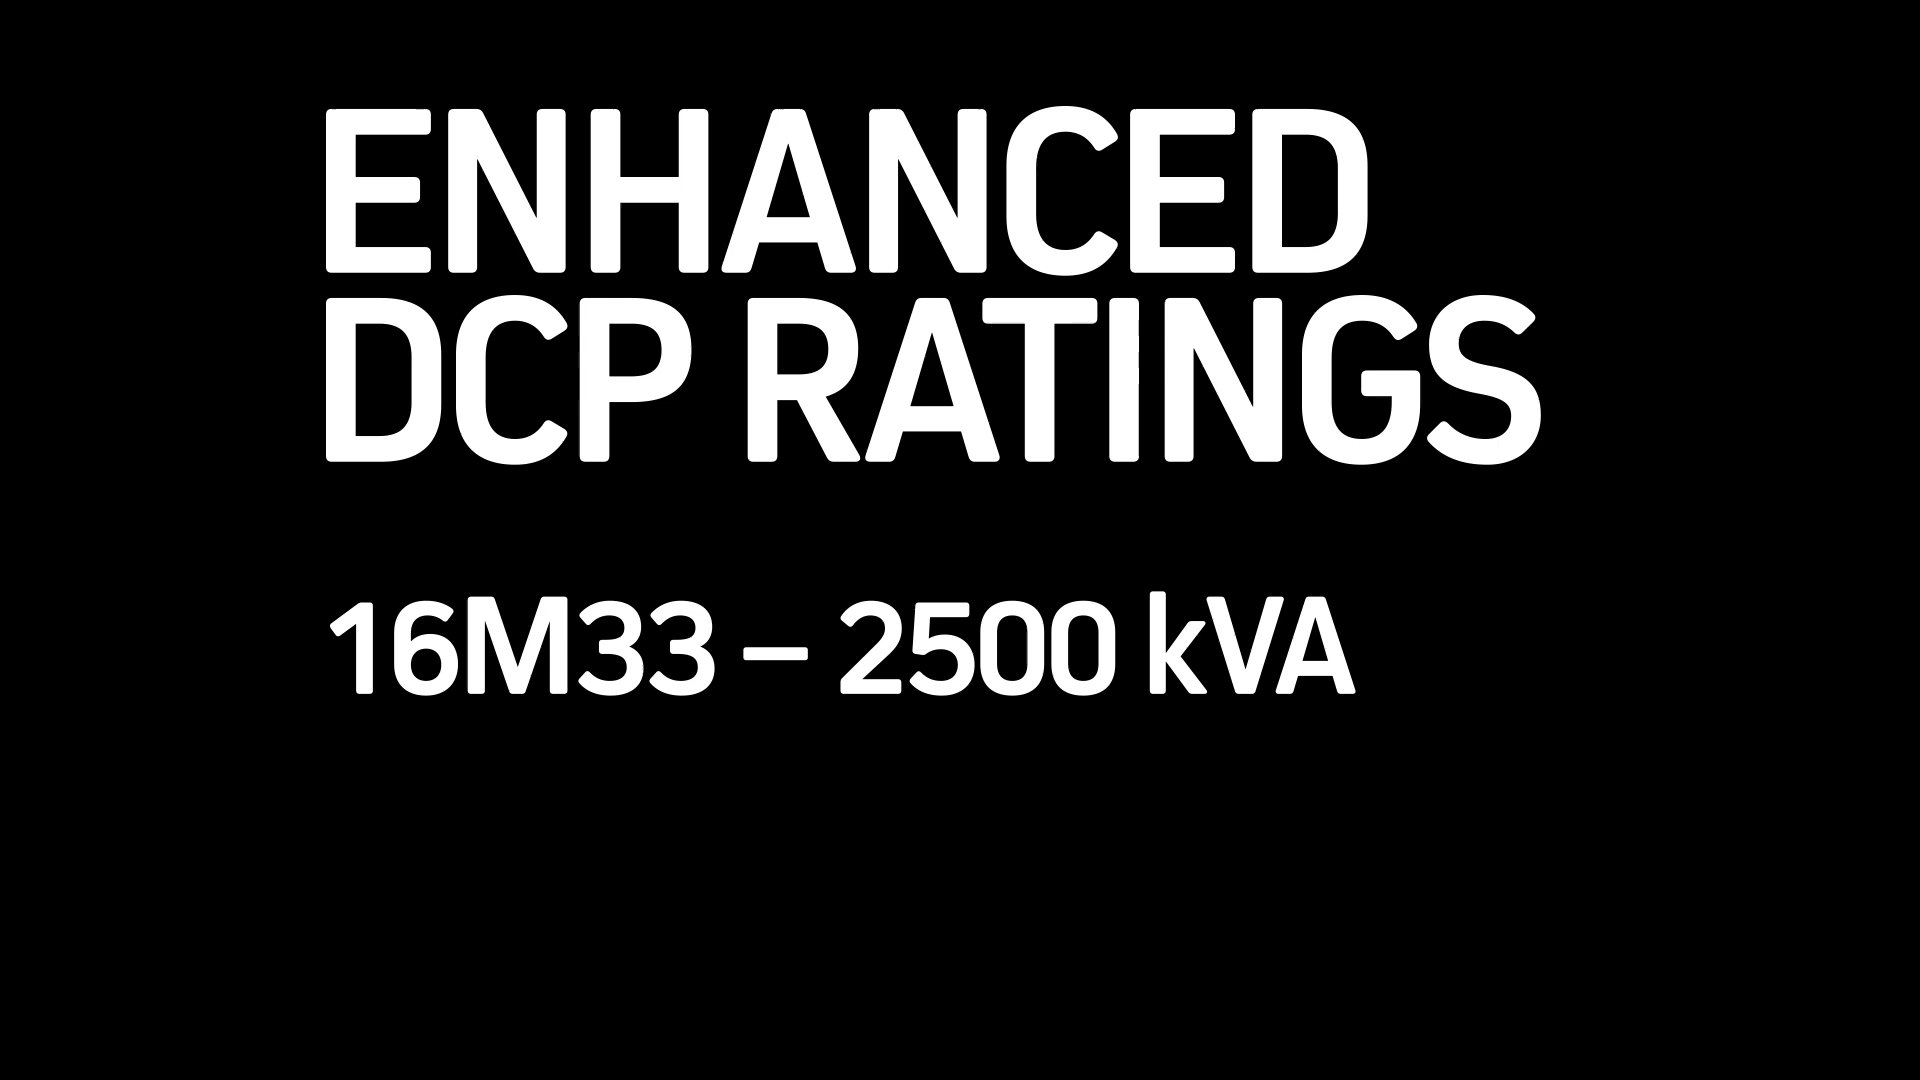 ENHANCED
DCP RATINGS
16M33 – 2500 kVA